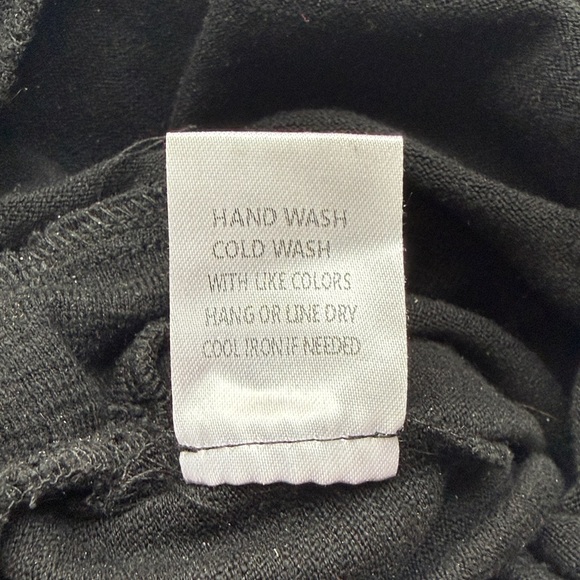 HAND WASH
COLD WASH
WITH LIKE COLORS
HANG OR LINE DRY
COOL IRON IF NEEDED